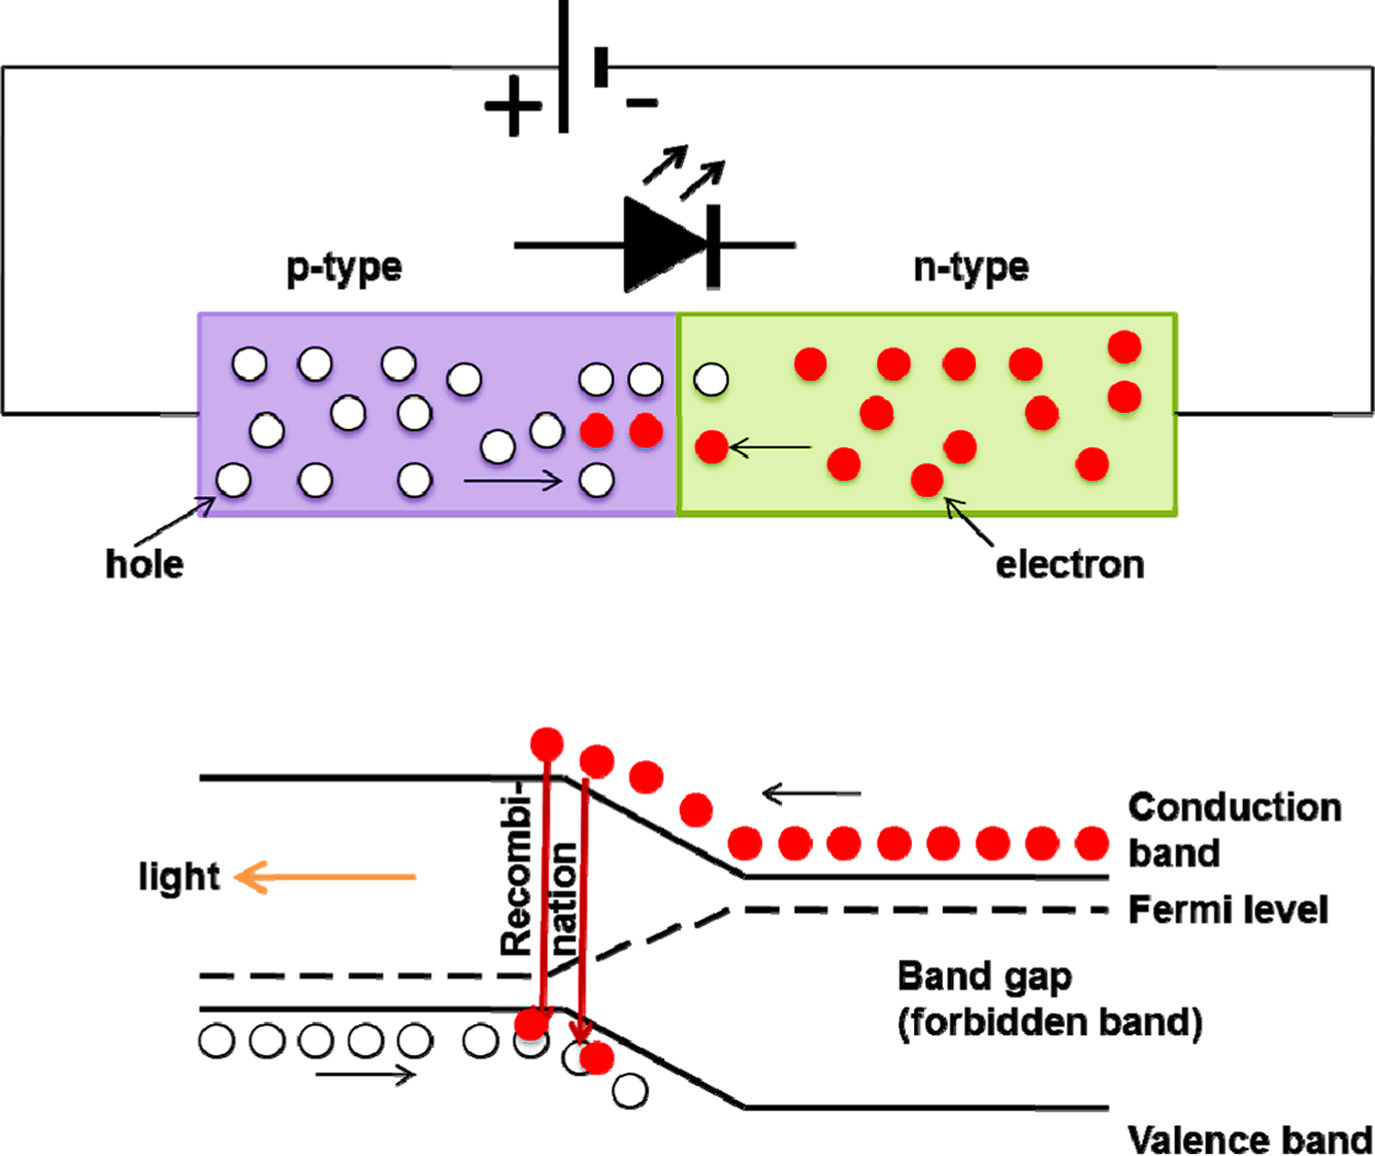 +
-
p-type
n-type
hole
electron
Recombi-
nation
light
Conduction
band
Fermi level
Band gap
(forbidden band)
Valence band